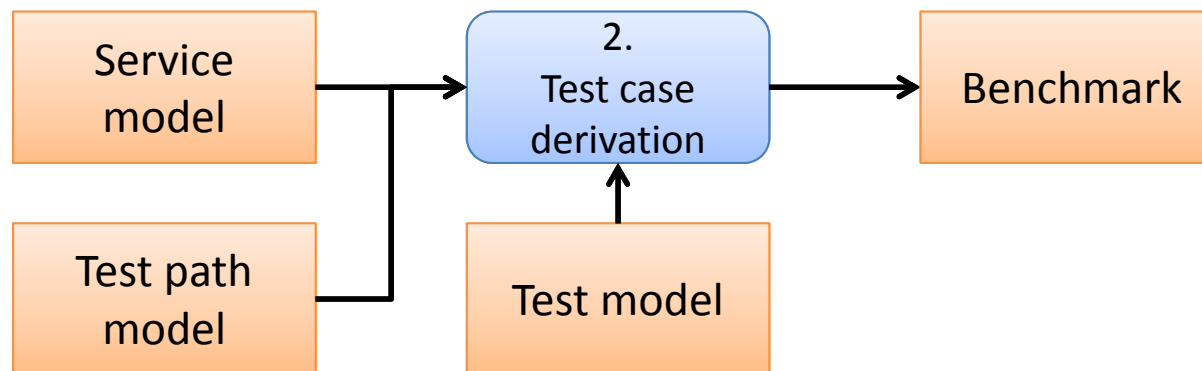 Service
model
2.
Test case
derivation
Benchmark
Test path
model
Test model